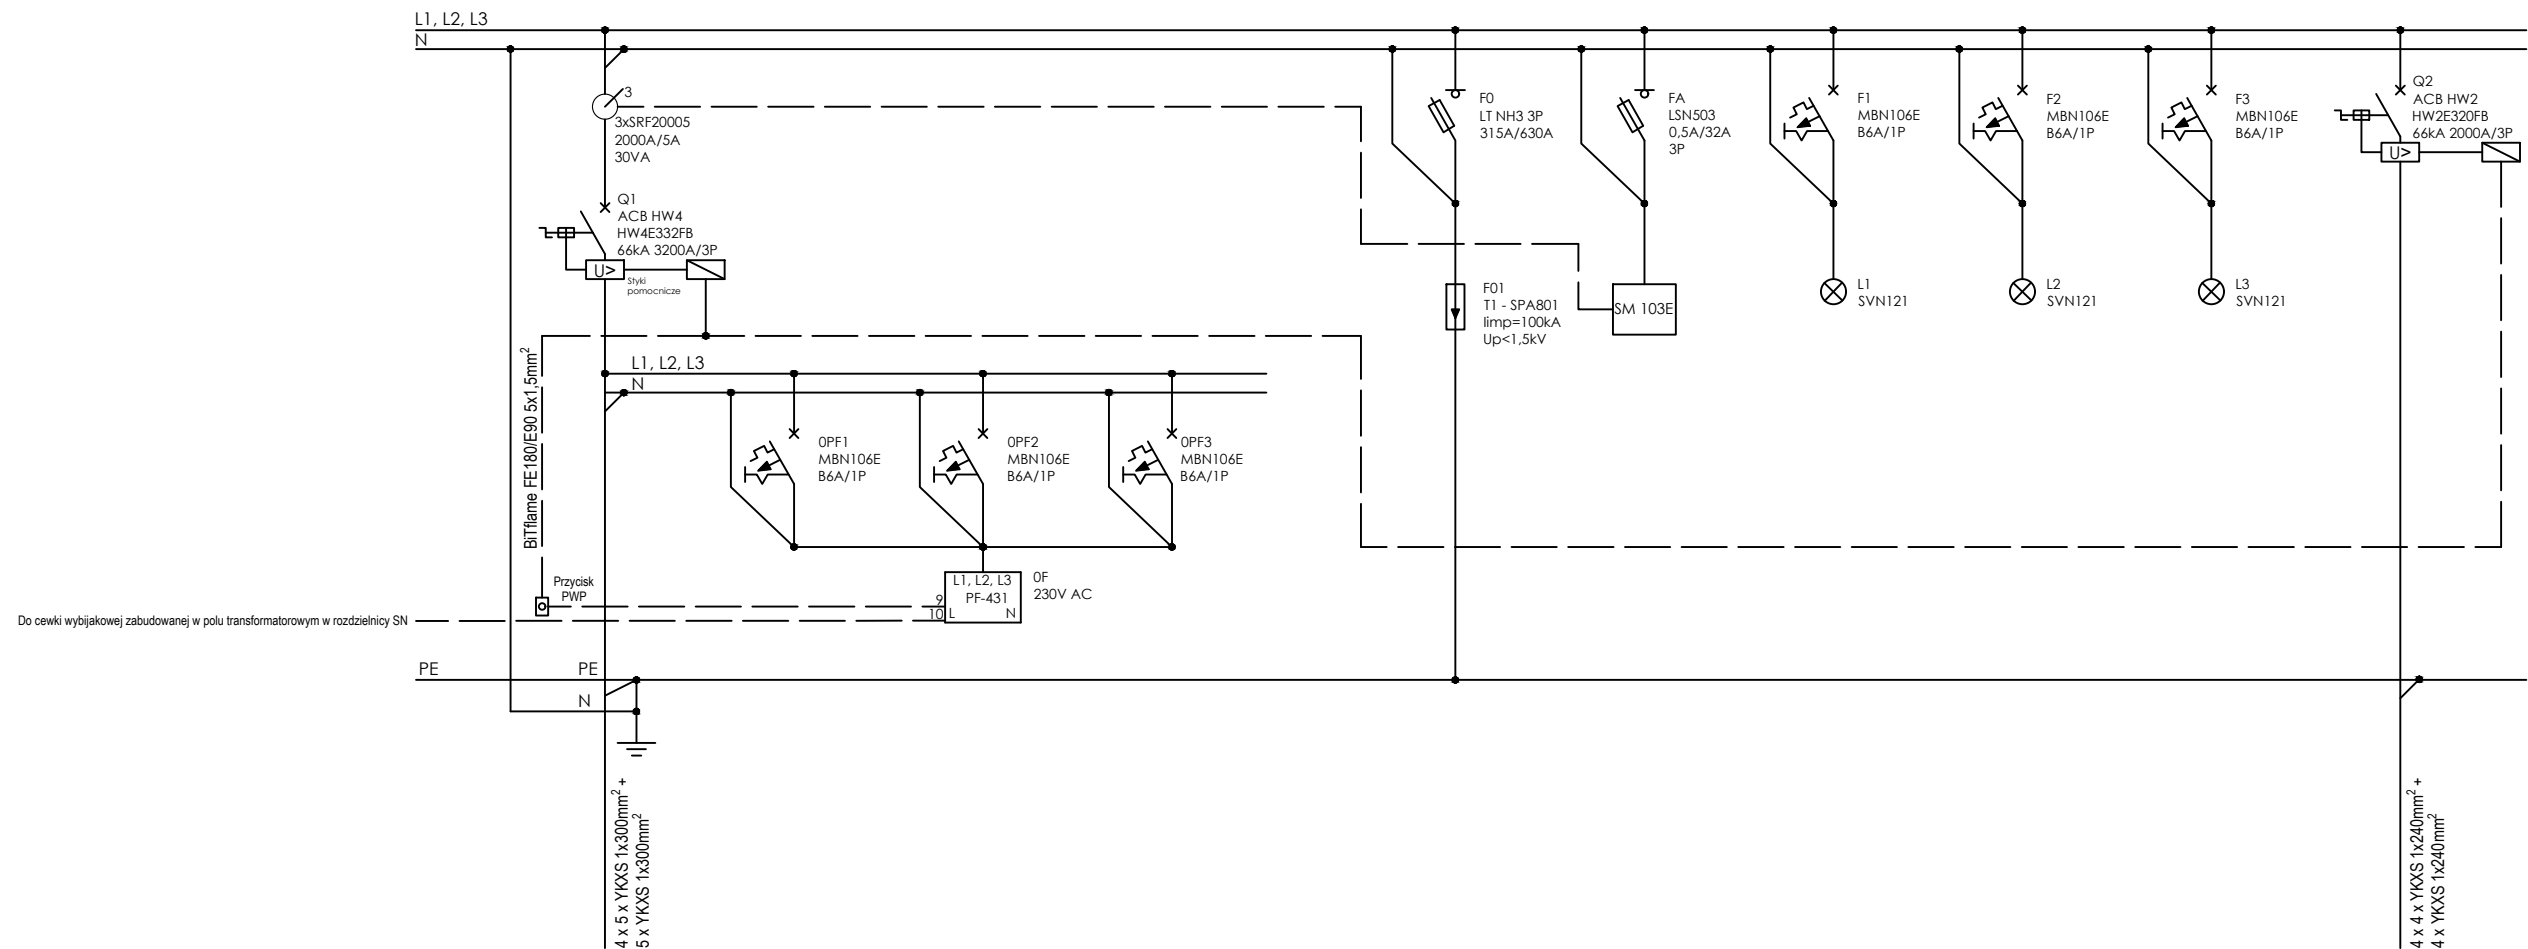 L1, L2, L3
N
3
3xSRF20005
2000A/5A
30VA
Q1
ACB HW4
HW4E332FB
66kA 3200A/3P
U>
Styki
pomocnicze
F0
LT NH3 3P
315A/630A
FA
LSN503
0,5A/32A
3P
F1
MBN106E
B6A/1P
F2
MBN106E
B6A/1P
F3
MBN106E
B6A/1P
Q2
ACB HW2
HW2E320FB
66kA 2000A/3P
U>
F01
T1 - SPA801
Iimp=100kA
Up<1,5kV
SM 103E
L1
SVN121
L2
SVN121
L3
SVN121
BiTflame FE180/E90 5x1,5mm²
L1, L2, L3
N
0PF1
MBN106E
B6A/1P
0PF2
MBN106E
B6A/1P
0PF3
MBN106E
B6A/1P
Przycisk
PWP
L1, L2, L3
PF-431
9
10 L N
0F
230V AC
Do cewki wybijakowej zabudowanej w polu transformatorowym w rozdzielnicy SN
PE
PE
N
4 x 5 x YKXS 1x300mm² +
5 x YKXS 1x300mm²
4 x 4 x YKXS 1x240mm² +
4 x YKXS 1x240mm²